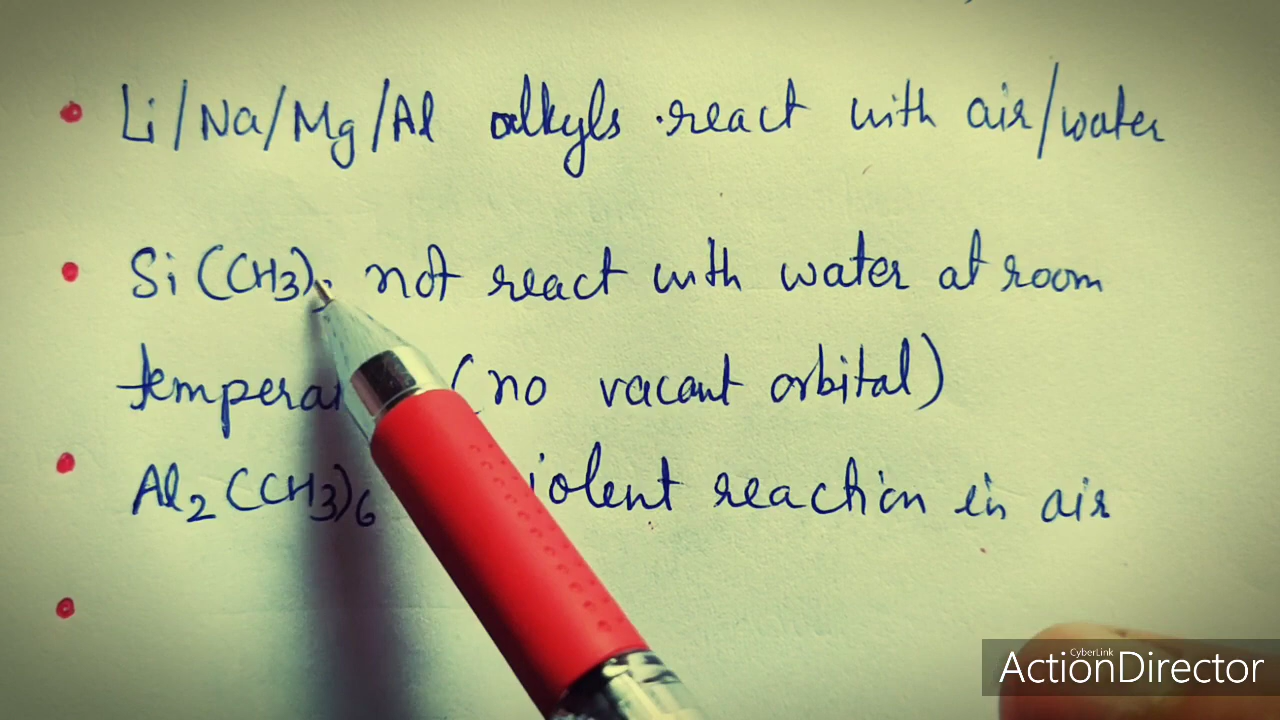 Li/Na/Mg/Al alkyls react with air/water
Si(CH3) not react with water at room
(no vacant orbital)
Al2(CH3)6 reaction in air
CyberLink
ActionDirector